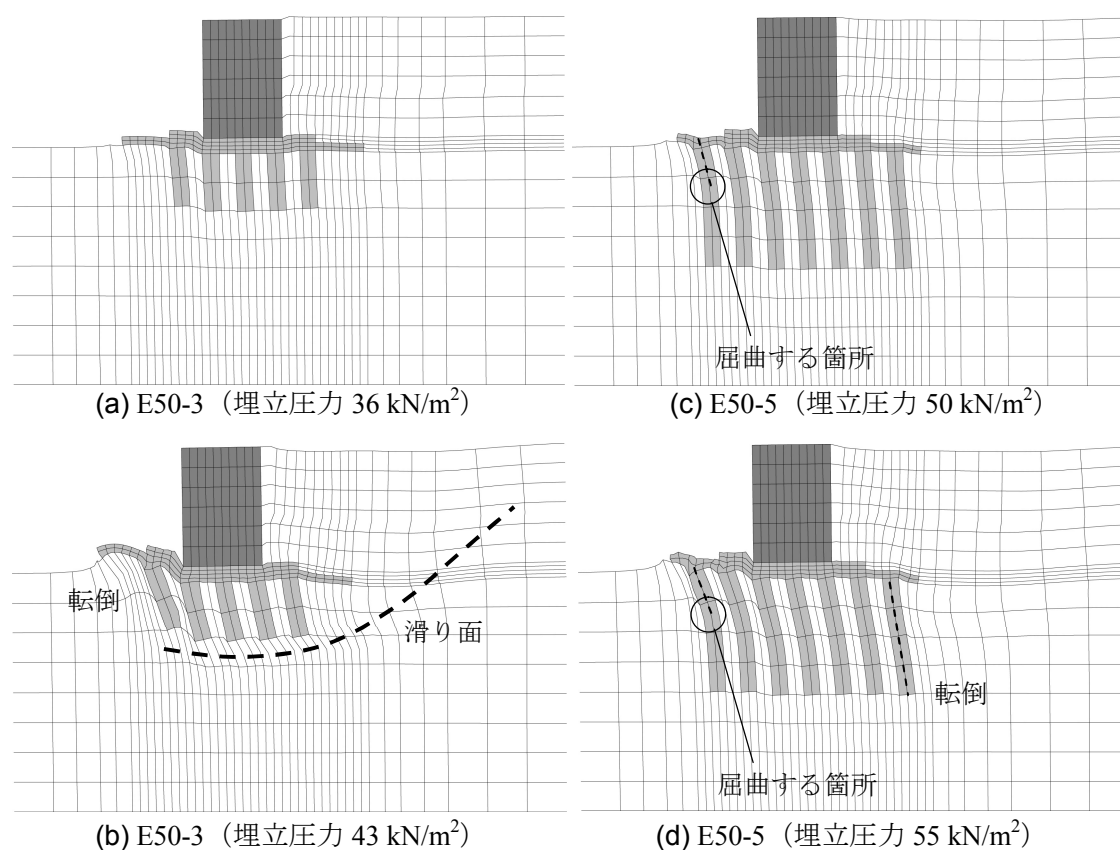 屈曲する箇所
(a) E50-3（埋立圧力 36 kN/m²）
(c) E50-5（埋立圧力 50 kN/m²）
転倒
滑り面
転倒
屈曲する箇所
(b) E50-3（埋立圧力 43 kN/m²）
(d) E50-5（埋立圧力 55 kN/m²）